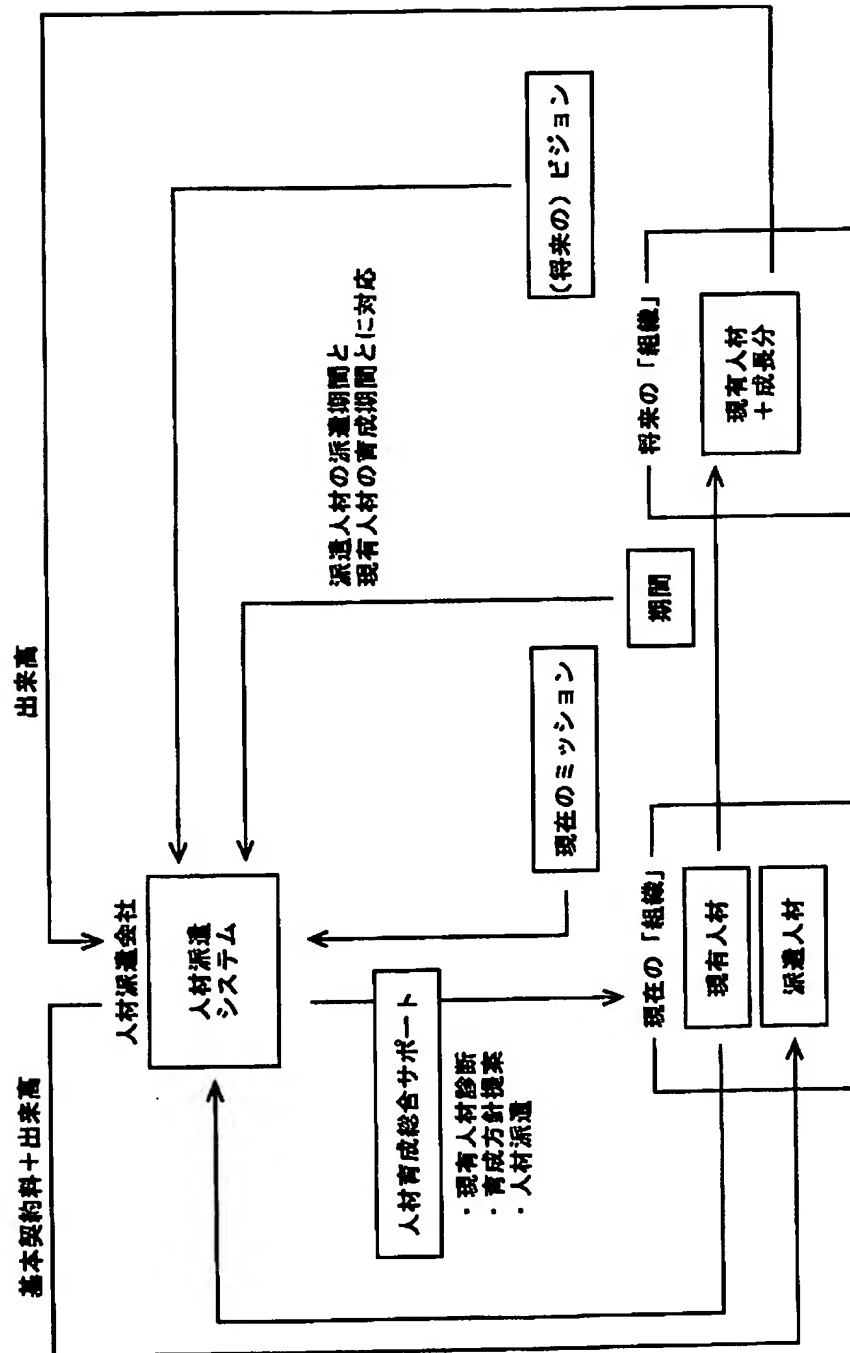 基本契約料+出来高
出来高
人材派遣会社
人材派遣
システム
派遣人材の派遣期間と
現有人材の育成期間とに対応
人材育成総合サポート
・現有人材診断
・育成方針提案
・人材派遣
現在のミッション
期間
(将来の) ビジョン
現在の「組織」
現有人材
派遣人材
将来の「組織」
現有人材
+成長分